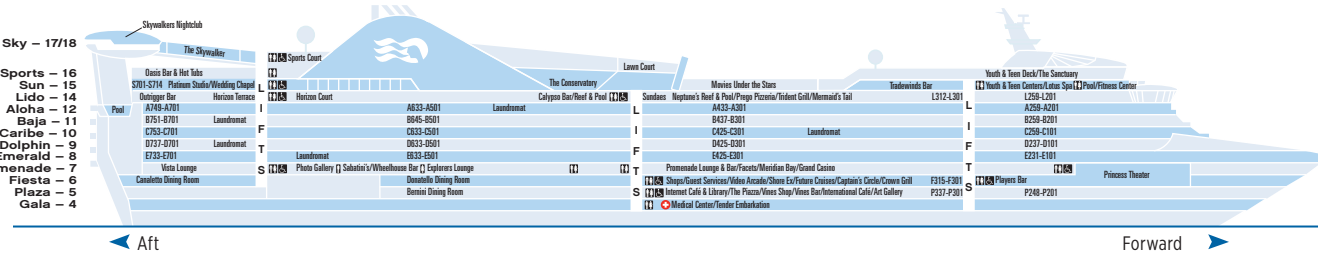 Skywalkers Nightclub
Sky – 17/18
The Skywalker
Sports Court
Lawn Court
Sports – 16
Oasis Bar & Hot Tubs
Youth & Teen Deck/The Sanctuary
Sun – 15
S701-S714 Platinum Studio/Wedding Chapel
The Conservatory
Movies Under the Stars
Tradewinds Bar
Youth & Teen Centers/Lotus Spa
Pool/Fitness Center
Lido – 14
Outrigger Bar
Horizon Terrace
Horizon Court
Calypso Bar/Reef & Pool
Sundaes
Neptune's Reef & Pool/Prego Pizzeria/Trident Grill/Mermaid's Tail
L312-L301
L259-L201
Aloha – 12
Pool
A749-A701
A633-A501
Laundromat
A433-A301
A259-A201
Baja – 11
B751-B701
Laundromat
B645-B501
B437-B301
B259-B201
Caribe – 10
C753-C701
C633-C501
C425-C301
Laundromat
C259-C101
Dolphin – 9
D737-D701
Laundromat
D633-D501
D425-D301
D237-D101
Emerald – 8
E733-E701
Laundromat
E633-E501
E425-E301
E231-E101
menade – 7
Vista Lounge
Photo Gallery
Sabatini's/Wheelhouse Bar
Explorers Lounge
Promenade Lounge & Bar/Facets/Meridian Bay/Grand Casino
Princess Theater
Fiesta – 6
Canaletto Dining Room
Donatello Dining Room
Shops/Guest Services/Video Arcade/Shore Ex/Future Cruises/Captain's Circle/Crown Grill
F315-F301
Players Bar
Plaza – 5
Bernini Dining Room
Internet Café & Library/The Piazza/Vines Shop/Vines Bar/International Café/Art Gallery
P337-P301
P248-P201
Gala – 4
Medical Center/Tender Embarkation
LIFTS
LIFTS
LIFTS
Aft
Forward